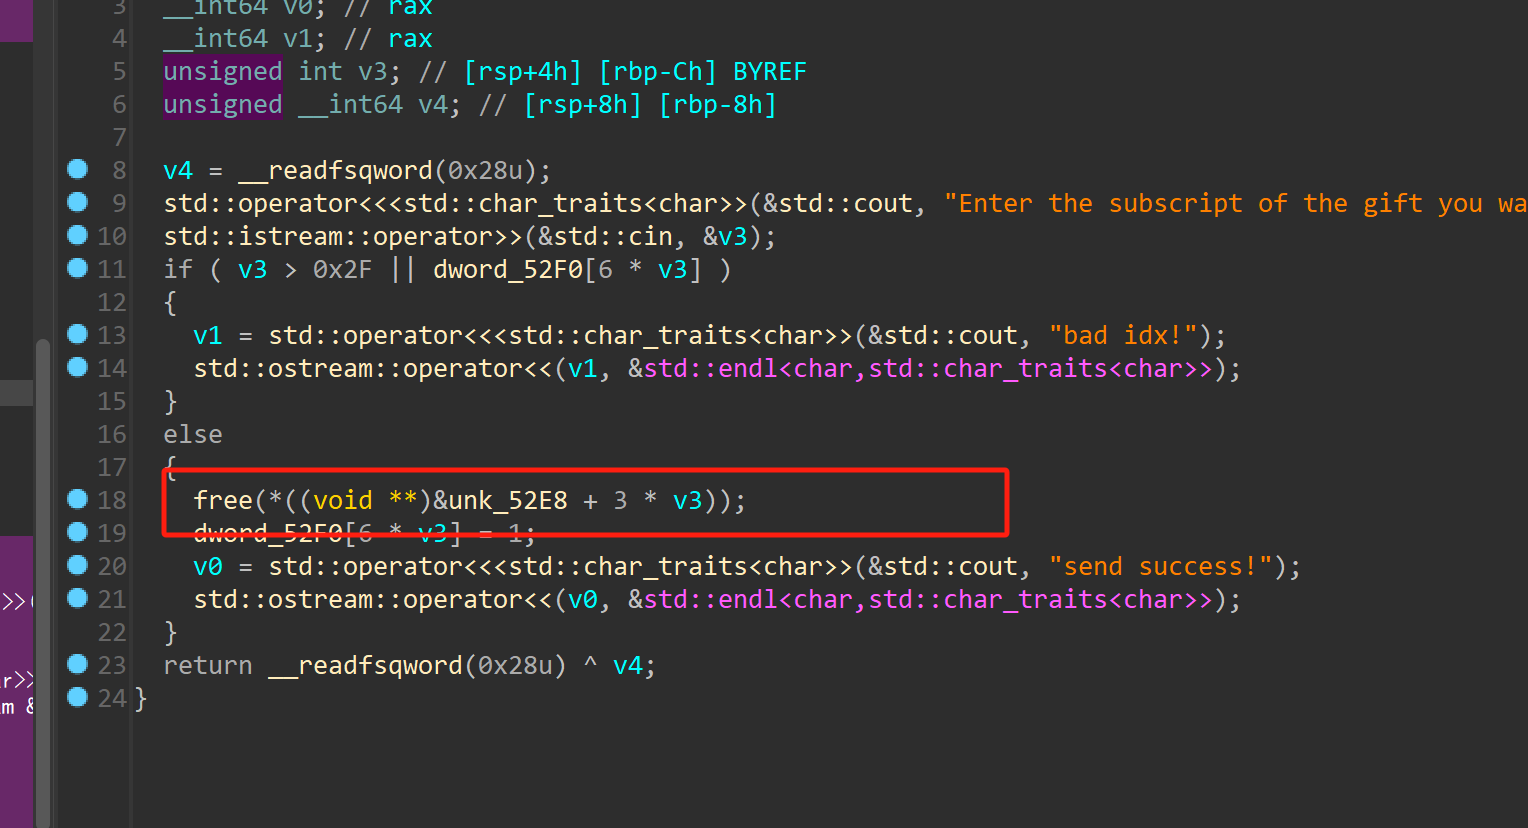 3 __int64 v0; // rax
4 __int64 v1; // rax
5 unsigned int v3; // [rsp+4h] [rbp-Ch] BYREF
6 unsigned __int64 v4; // [rsp+8h] [rbp-8h]
7
8 v4 = __readfsqword(0x28u);
9 std::operator<<<std::char_traits<char>>(&std::cout, "Enter the subscript of the gift you wa
10 std::istream::operator>>(&std::cin, &v3);
11 if ( v3 > 0x2F || dword_52F0[6 * v3] )
12 {
13 v1 = std::operator<<<std::char_traits<char>>(&std::cout, "bad idx!");
14 std::ostream::operator<<(v1, &std::endl<char,std::char_traits<char>>);
15 }
16 else
17 {
18 free(*((void **)&unk_52E8 + 3 * v3));
19 dword_52F0[6 * v3] = 1;
20 v0 = std::operator<<<std::char_traits<char>>(&std::cout, "send success!");
21 std::ostream::operator<<(v0, &std::endl<char,std::char_traits<char>>);
22 }
23 return __readfsqword(0x28u) ^ v4;
24 }
>>(
r>>
m &